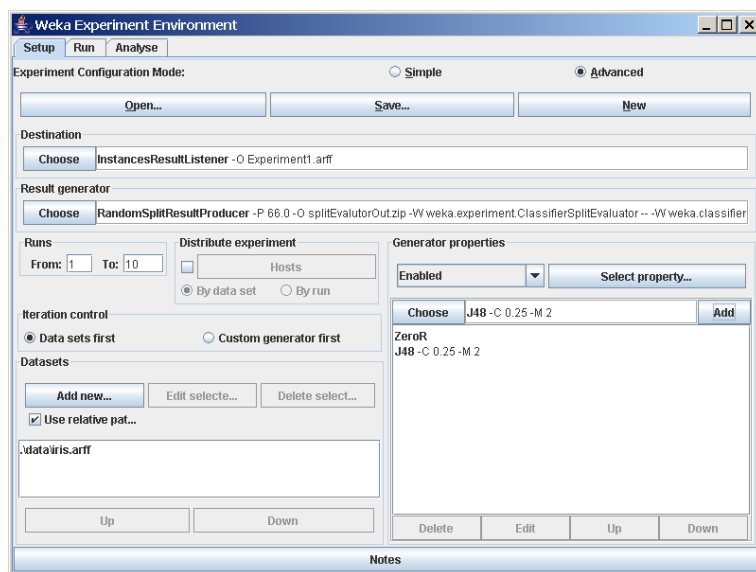 Weka Experiment Environment
Setup Run Analyse
Experiment Configuration Mode: Simple Advanced
Open... Save... New
Destination
Choose InstancesResultListener -O Experiment1.arff
Result generator
Choose RandomSplitResultProducer -P 66.0 -O splitEvalutorOut.zip -W weka.experiment.ClassifierSplitEvaluator -- -W weka.classifier
Runs
From: 1 To: 10
Distribute experiment
Hosts
By data set By run
Generator properties
Enabled Select property...
Choose J48 -C 0.25 -M 2 Add
ZeroR
J48 -C 0.25 -M 2
Iteration control
Data sets first Custom generator first
Datasets
Add new... Edit selecte... Delete select...
Use relative pat...
.\data\iris.arff
Up Down
Delete Edit Up Down
Notes